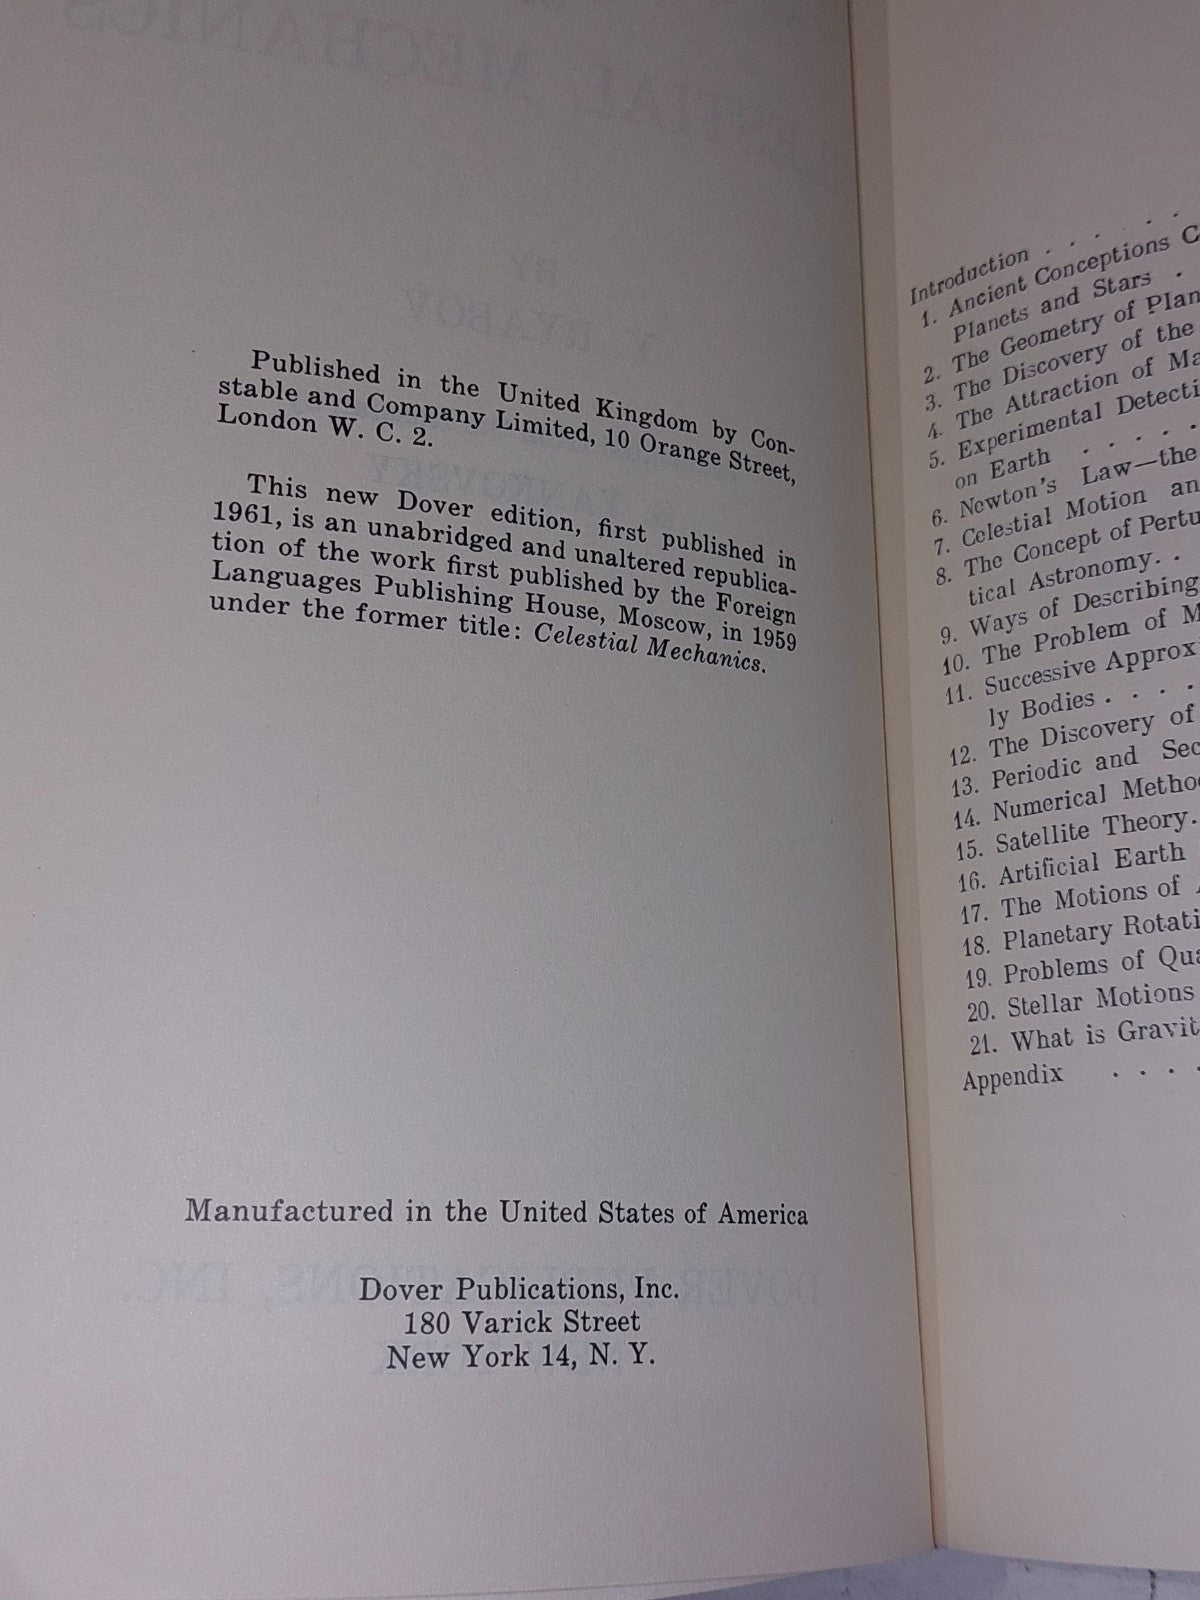 Published in the United Kingdom by Con-
stable and Company Limited, 10 Orange Street,
London W. C. 2.
This new Dover edition, first published in
1961, is an unabridged and unaltered republica-
tion of the work first published by the Foreign
Languages Publishing House, Moscow, in 1959
under the former title: Celestial Mechanics.
Manufactured in the United States of America
Dover Publications, Inc.
180 Varick Street
New York 14, N. Y.
Introduction . . . . .
1. Ancient Conceptions
Planets and Stars .
2. The Geometry of
3. The Discovery of the
4. The Attraction of
5. Experimental
on Earth . . . . .
6. Newton's Law—the
7. Celestial Motion
8. The Concept of
tical Astronomy. .
9. Ways of Describing
10. The Problem of
11. Successive
ly Bodies . . . .
12. The Discovery of
13. Periodic and
14. Numerical
15. Satellite Theory.
16. Artificial Earth
17. The Motions of
18. Planetary
19. Problems of
20. Stellar Motions
21. What is
Appendix . . . .